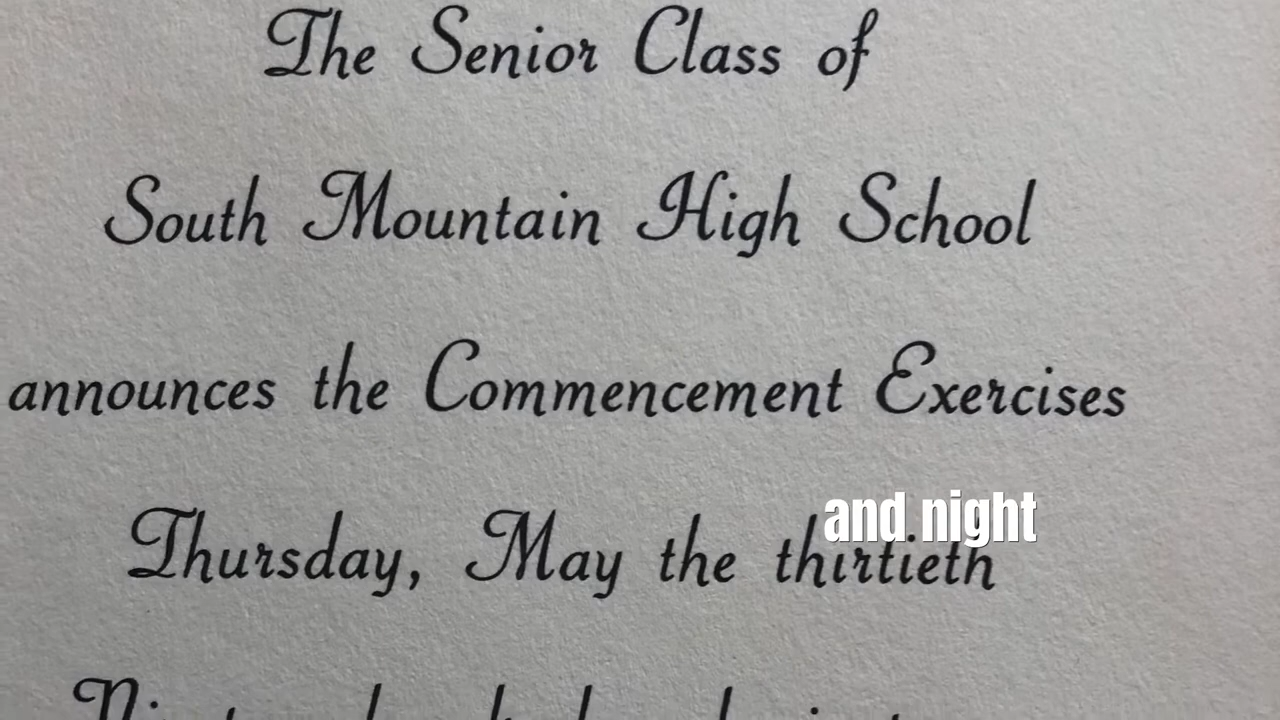 The Senior Class of
South Mountain High School
announces the Commencement Exercises
and night
Thursday, May the thirtieth